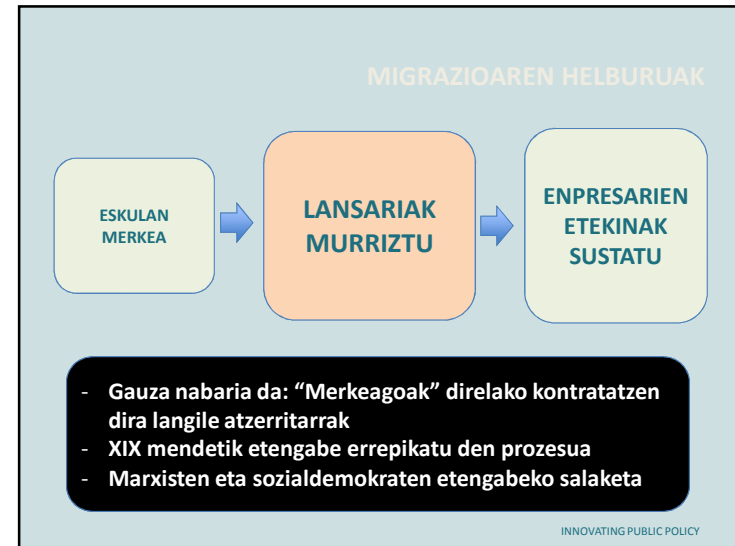 MIGRAZIOAREN HELBURUAK
ESKULAN
MERKEA
LANSARIAK
MURRIZTU
ENPRESARIEN
ETEKINAK
SUSTATU
- Gauza nabaria da: “Merkeagoak” direlako kontratatzen
dira langile atzerritarrak
- XIX mendetik etengabe errepikatu den prozesua
- Marxisten eta sozialdemokraten etengabeko salaketa
INNOVATING PUBLIC POLICY